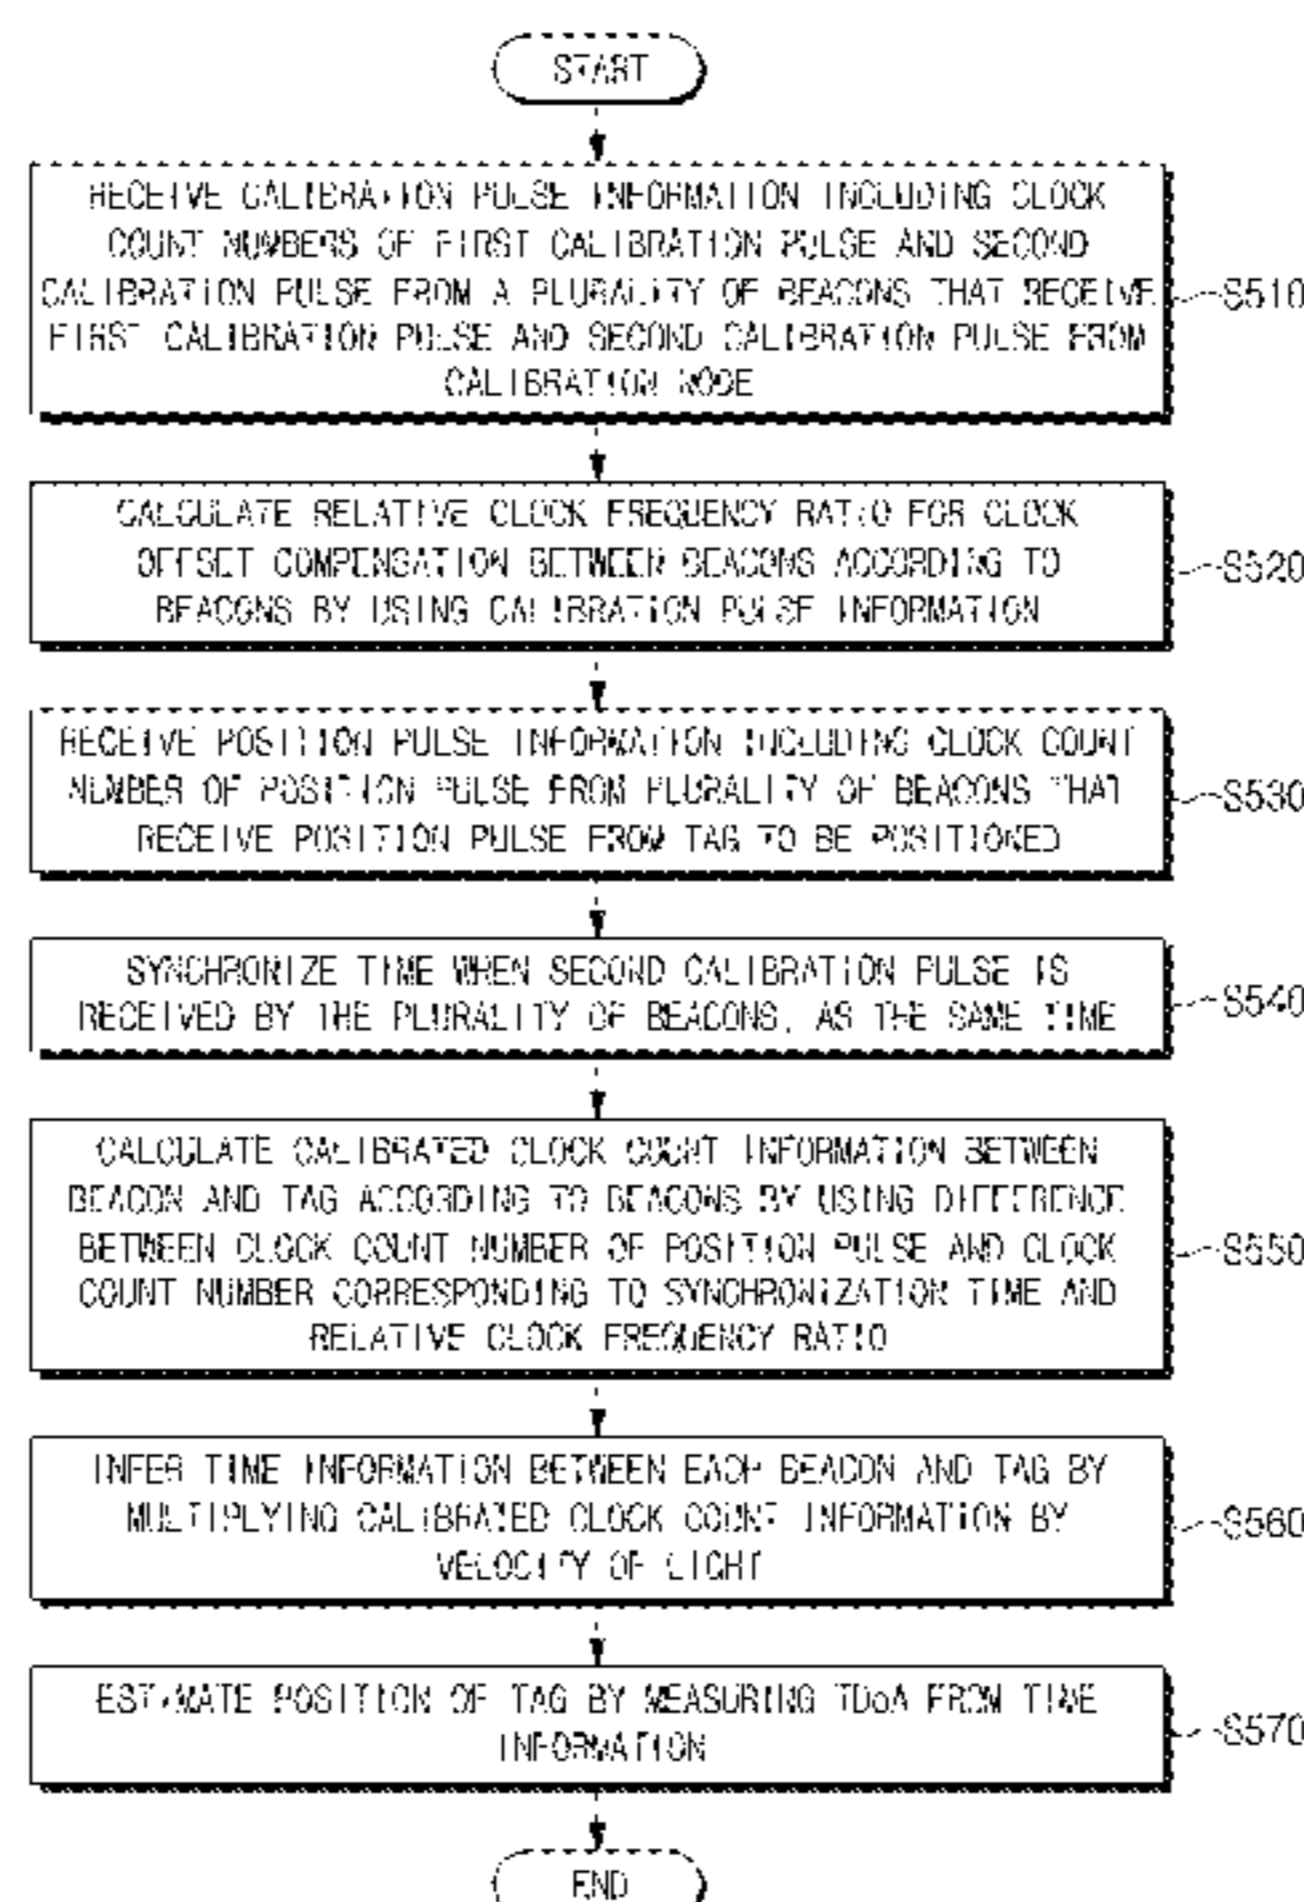 START
RECEIVE CALIBRATION PULSE INFORMATION INCLUDING CLOCK
COUNT NUMBERS OF FIRST CALIBRATION PULSE AND SECOND
CALIBRATION PULSE FROM A PLURALITY OF BEACONS THAT RECEIVE
FIRST CALIBRATION PULSE AND SECOND CALIBRATION PULSE FROM
CALIBRATION NODE
S510
CALCULATE RELATIVE CLOCK FREQUENCY RATIO FOR CLOCK
OFFSET COMPENSATION BETWEEN BEACONS ACCORDING TO
BEACONS BY USING CALIBRATION PULSE INFORMATION
S520
RECEIVE POSITION PULSE INFORMATION INCLUDING CLOCK COUNT
NUMBER OF POSITION PULSE FROM PLURALITY OF BEACONS THAT
RECEIVE POSITION PULSE FROM TAG TO BE POSITIONED
S530
SYNCHRONIZE TIME WHEN SECOND CALIBRATION PULSE IS
RECEIVED BY THE PLURALITY OF BEACONS, AS THE SAME TIME
S540
CALCULATE CALIBRATED CLOCK COUNT INFORMATION BETWEEN
BEACON AND TAG ACCORDING TO BEACONS BY USING DIFFERENCE
BETWEEN CLOCK COUNT NUMBER OF POSITION PULSE AND CLOCK
COUNT NUMBER CORRESPONDING TO SYNCHRONIZATION TIME AND
RELATIVE CLOCK FREQUENCY RATIO
S550
INFER TIME INFORMATION BETWEEN EACH BEACON AND TAG BY
MULTIPLYING CALIBRATED CLOCK COUNT INFORMATION BY
VELOCITY OF LIGHT
S560
ESTIMATE POSITION OF TAG BY MEASURING TDoA FROM TIME
INFORMATION
S570
END